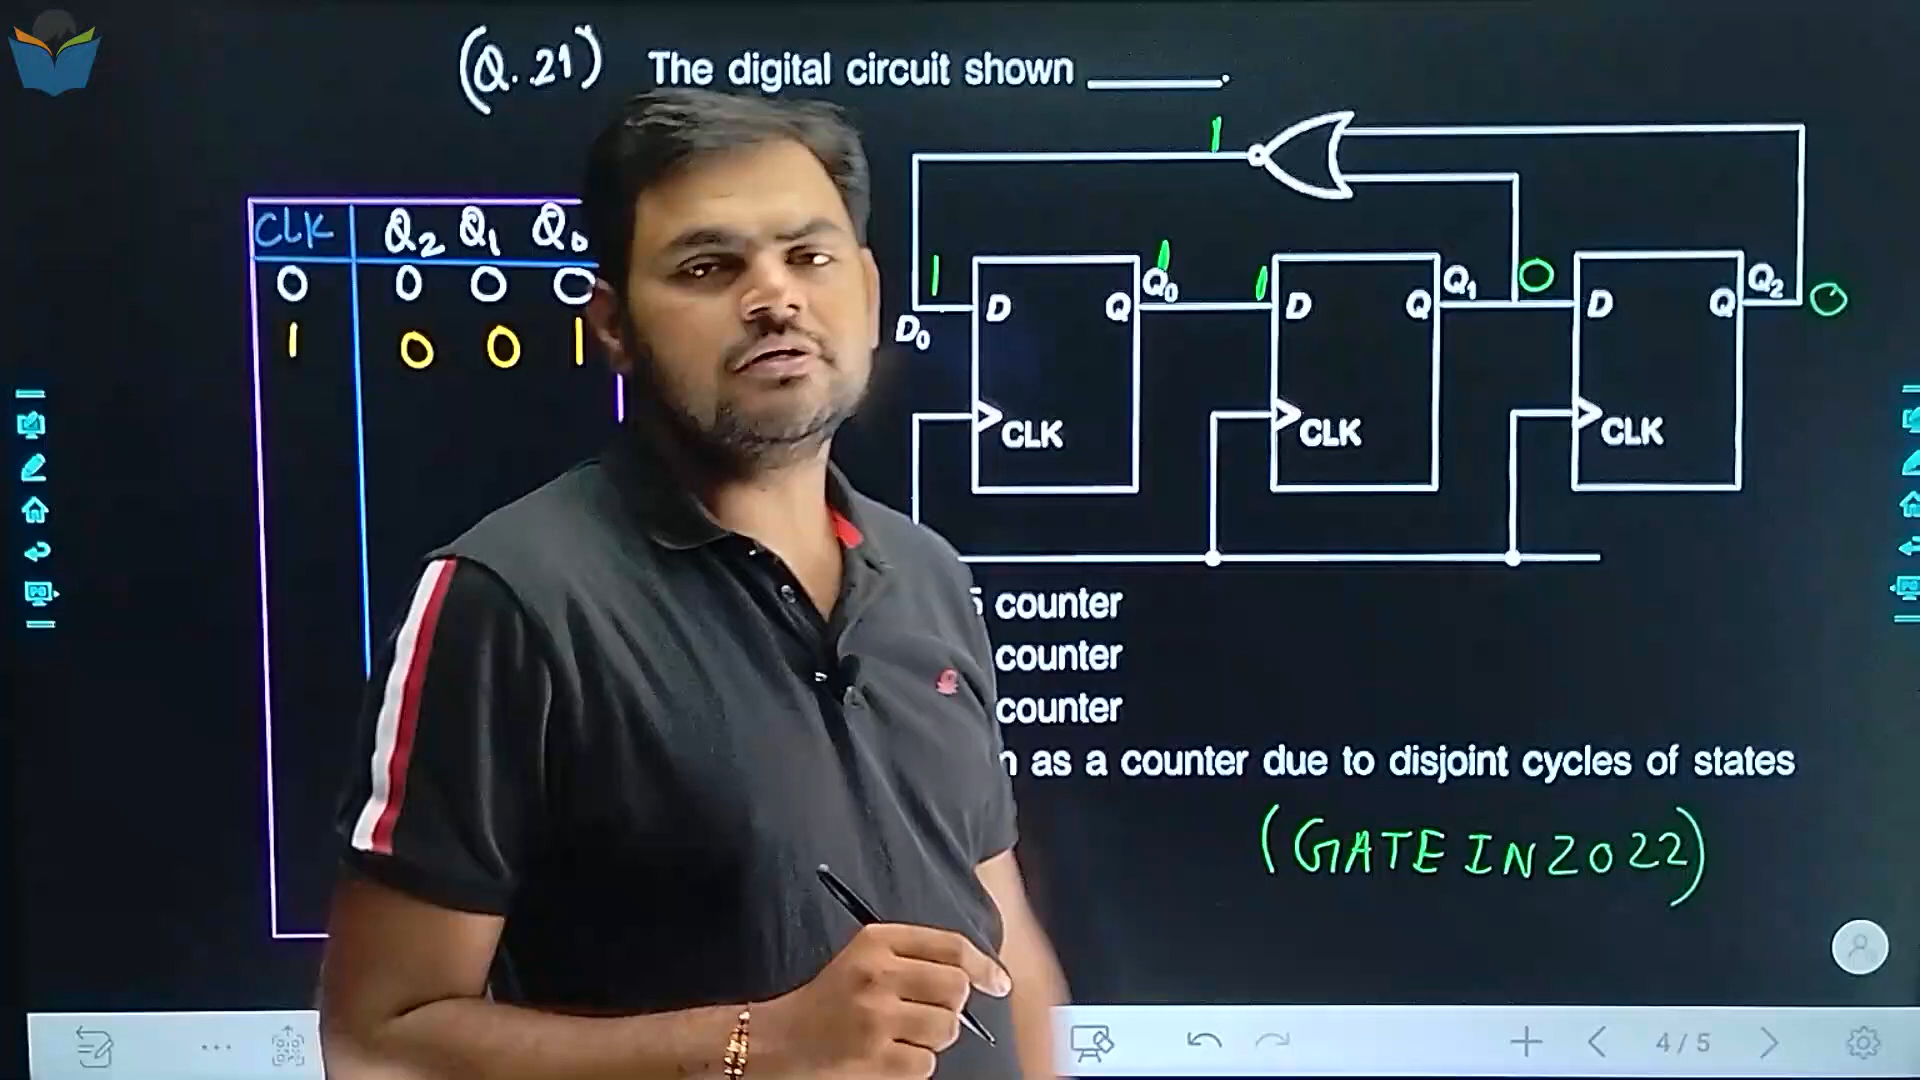 (Q.21) The digital circuit shown ______.
CLK Q2 Q1 Q0
0 0 0 0
1 0 0 1
1
1 1 1 0 0
D Q Q0 D Q Q1 D Q Q2
D0
CLK CLK CLK
5 counter
counter
counter
as a counter due to disjoint cycles of states
(GATE IN 2022)
4 / 5